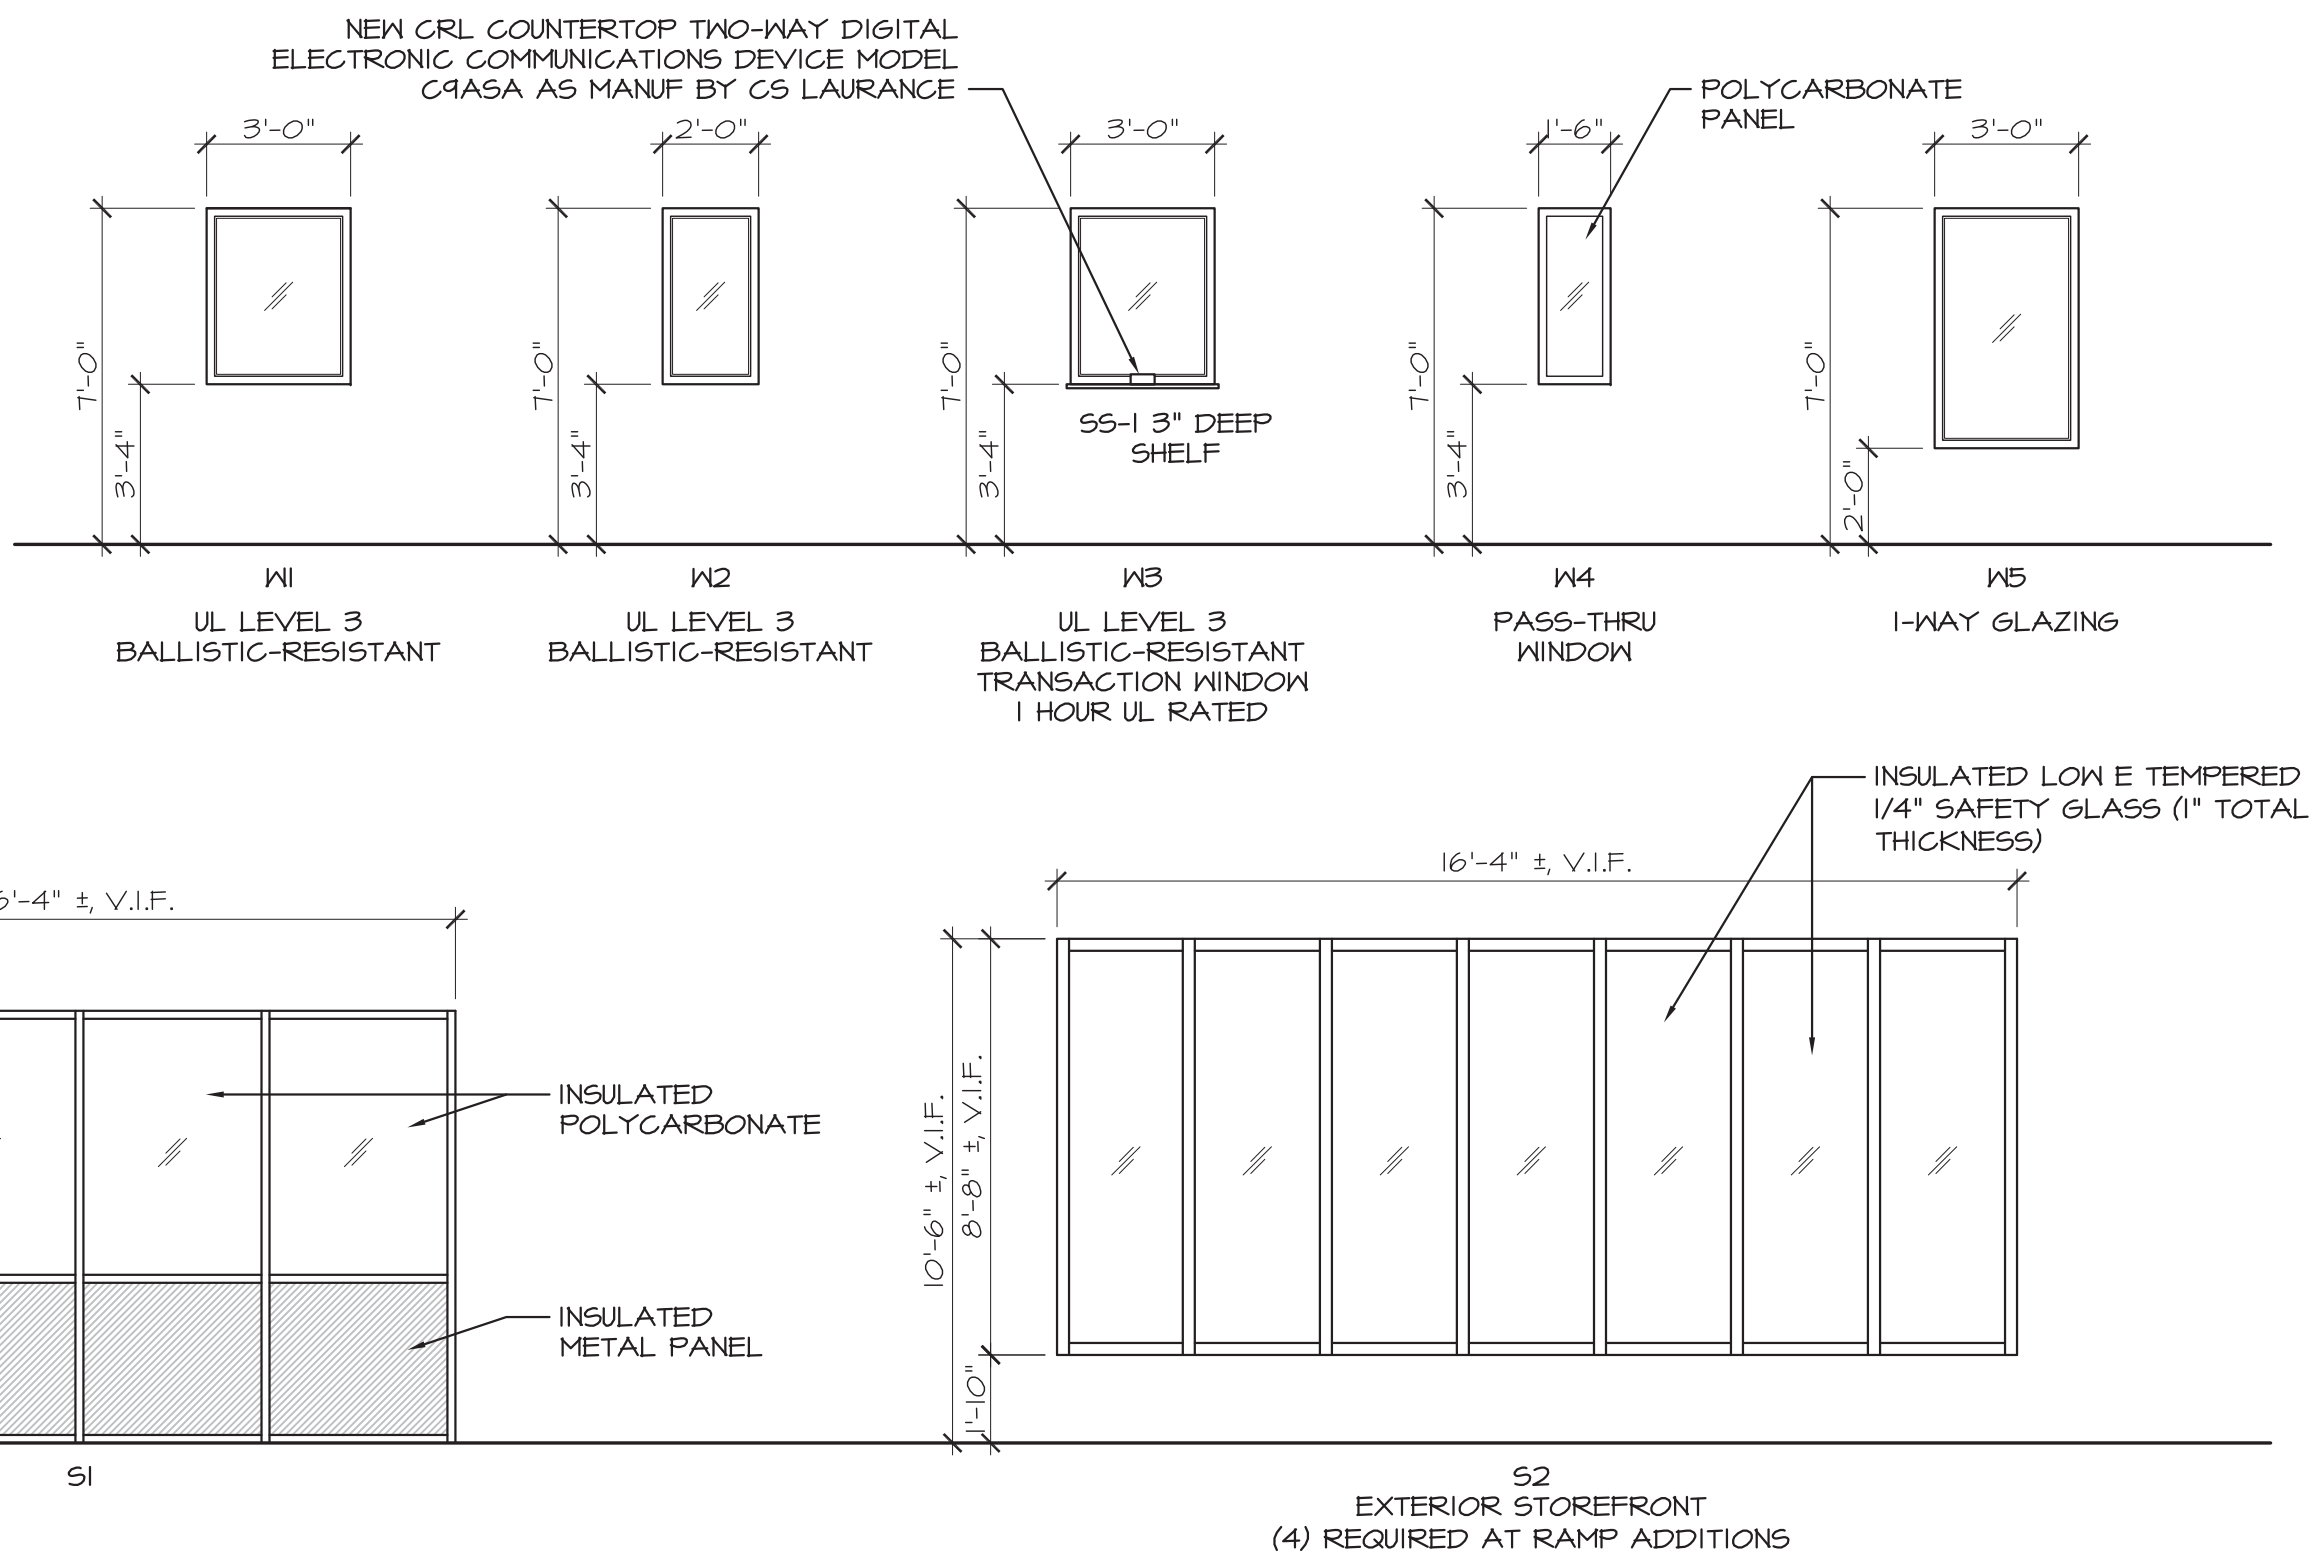 NEW CRL COUNTERTOP TWO-WAY DIGITAL
ELECTRONIC COMMUNICATIONS DEVICE MODEL
C9ASA AS MANUF BY CS LAURANCE
POLYCARBONATE
PANEL
3'-0"
2'-0"
3'-0"
1'-6"
3'-0"
7'-0"
3'-4"
7'-0"
3'-4"
7'-0"
3'-4"
7'-0"
3'-4"
7'-0"
2'-0"
SS-1 3" DEEP
SHELF
W1
UL LEVEL 3
BALLISTIC-RESISTANT
W2
UL LEVEL 3
BALLISTIC-RESISTANT
W3
UL LEVEL 3
BALLISTIC-RESISTANT
TRANSACTION WINDOW
1 HOUR UL RATED
W4
PASS-THRU
WINDOW
W5
1-WAY GLAZING
'-4" ±, V.I.F.
INSULATED
POLYCARBONATE
INSULATED
METAL PANEL
S1
INSULATED LOW E TEMPERED
1/4" SAFETY GLASS (1" TOTAL
THICKNESS)
16'-4" ±, V.I.F.
10'-6" ±, V.I.F.
8'-8" ±, V.I.F.
1'-10"
S2
EXTERIOR STOREFRONT
(4) REQUIRED AT RAMP ADDITIONS